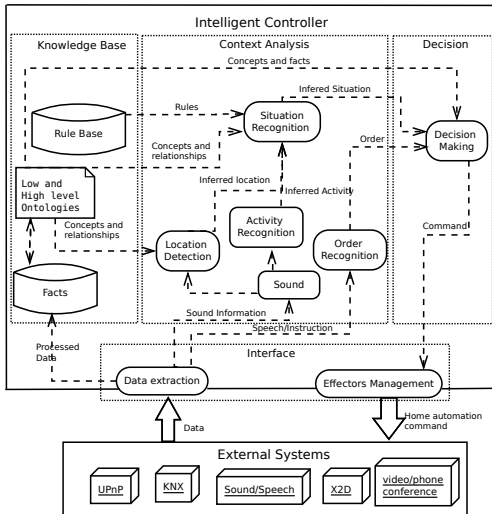 Intelligent Controller
Knowledge Base
Context Analysis
Decision
Concepts and facts
Infered Situation
Rules
Rule Base
Situation
Recognition
Order
Decision
Making
Concepts and
relationships
Low and
High level
Ontologies
Inferred location
Inferred Activity
Concepts and
relationships
Activity
Recognition
Command
Location
Detection
Order
Recognition
Sound
Facts
Sound Information
Speech/Instruction
Processed
Data
Interface
Data extraction
Effectors Management
Data
Home automation
command
External Systems
UPnP
KNX
Sound/Speech
X2D
video/phone
conference